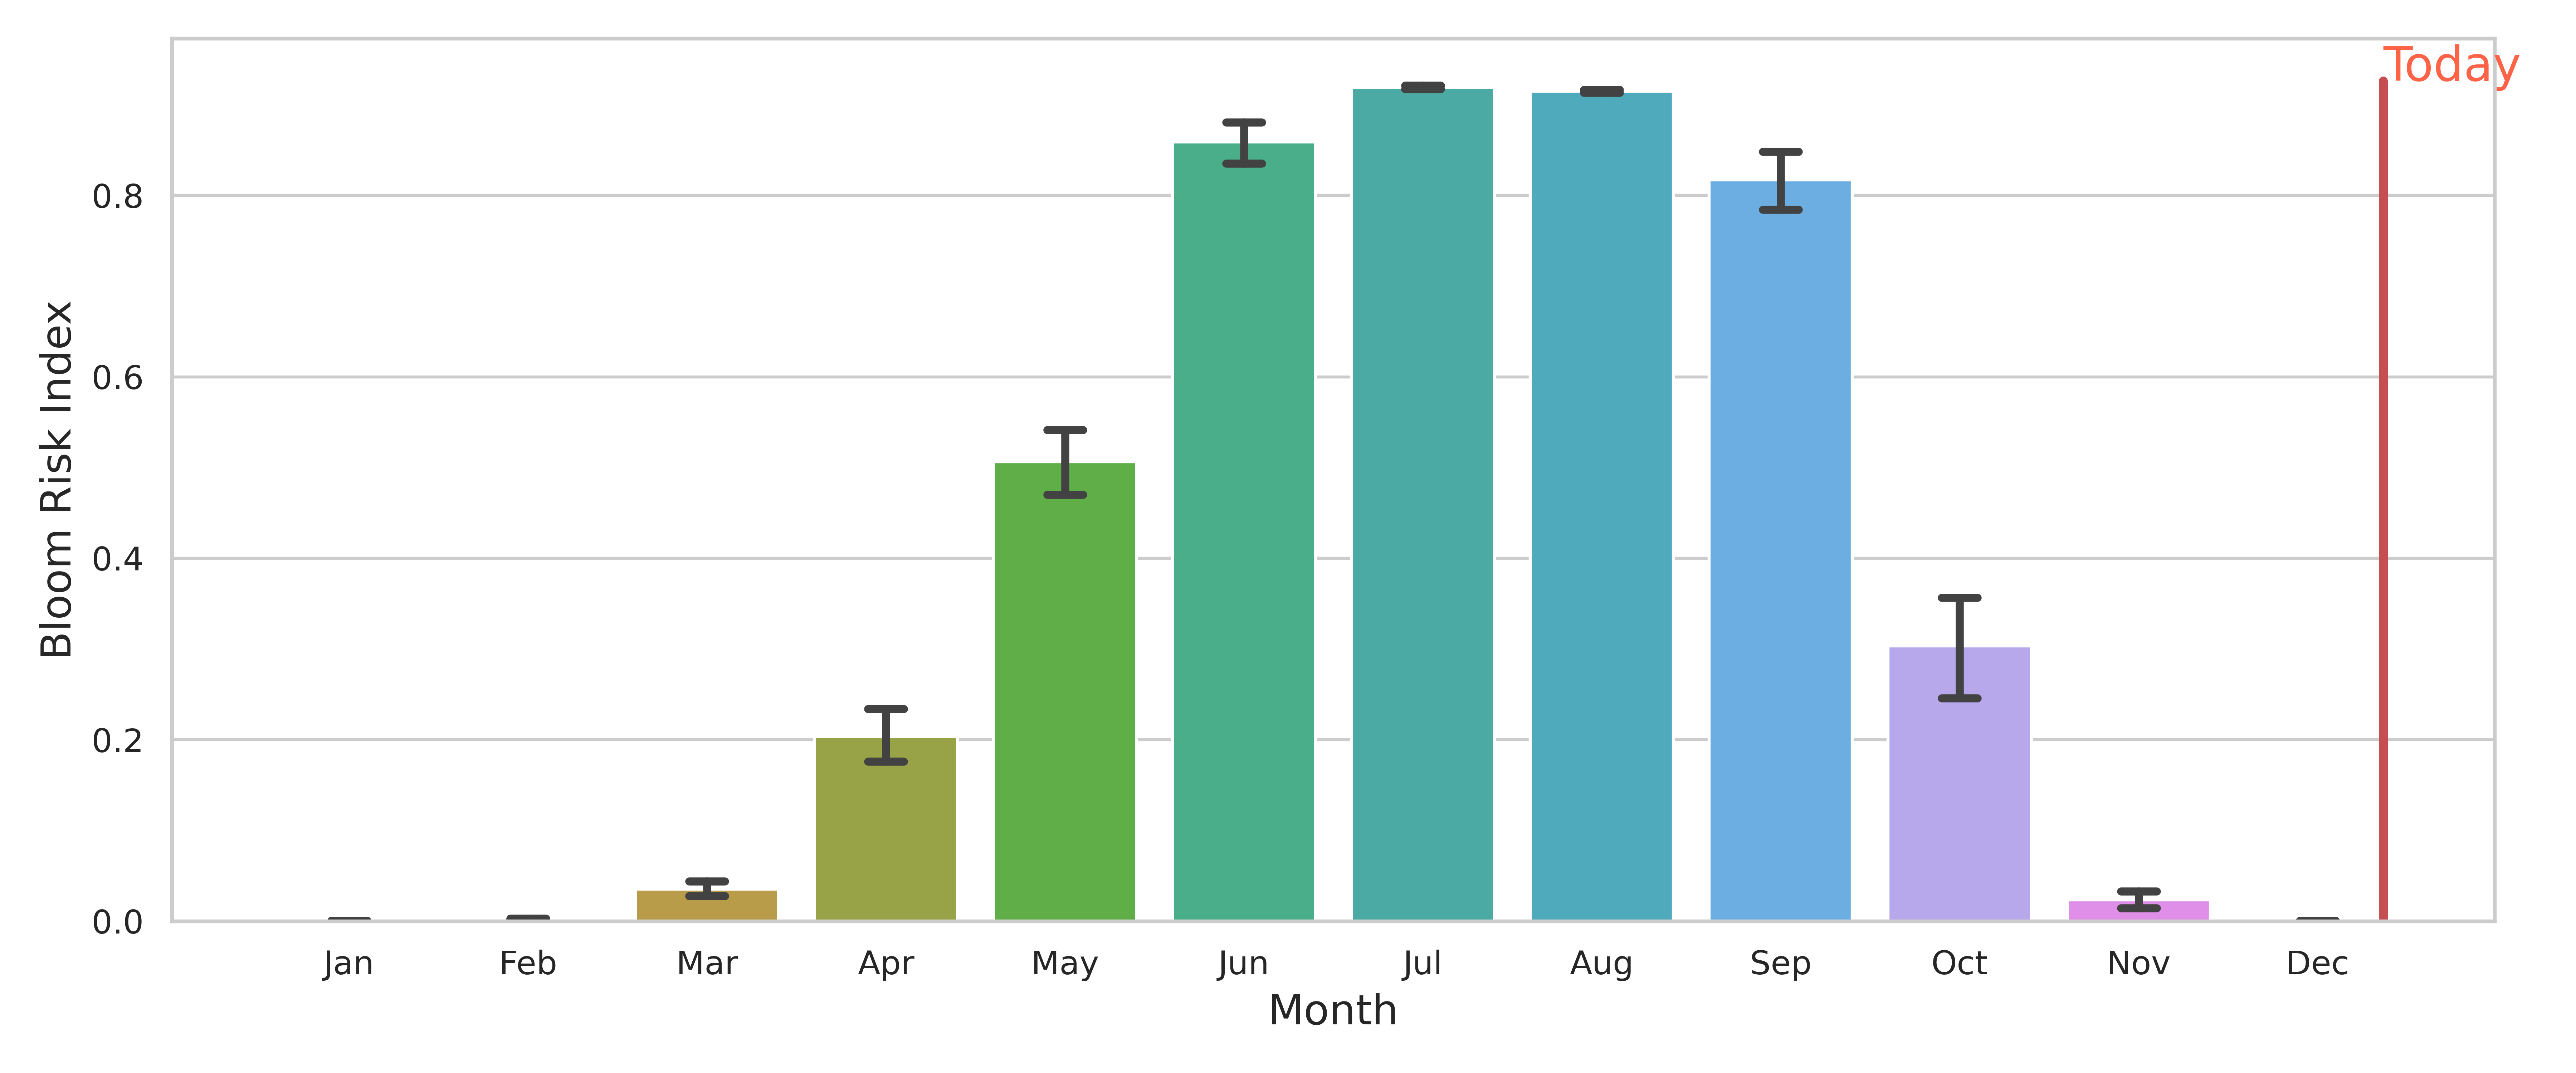 Today
Bloom Risk Index
0.8
0.6
0.4
0.2
0.0
Jan Feb Mar Apr May Jun Jul Aug Sep Oct Nov Dec
Month